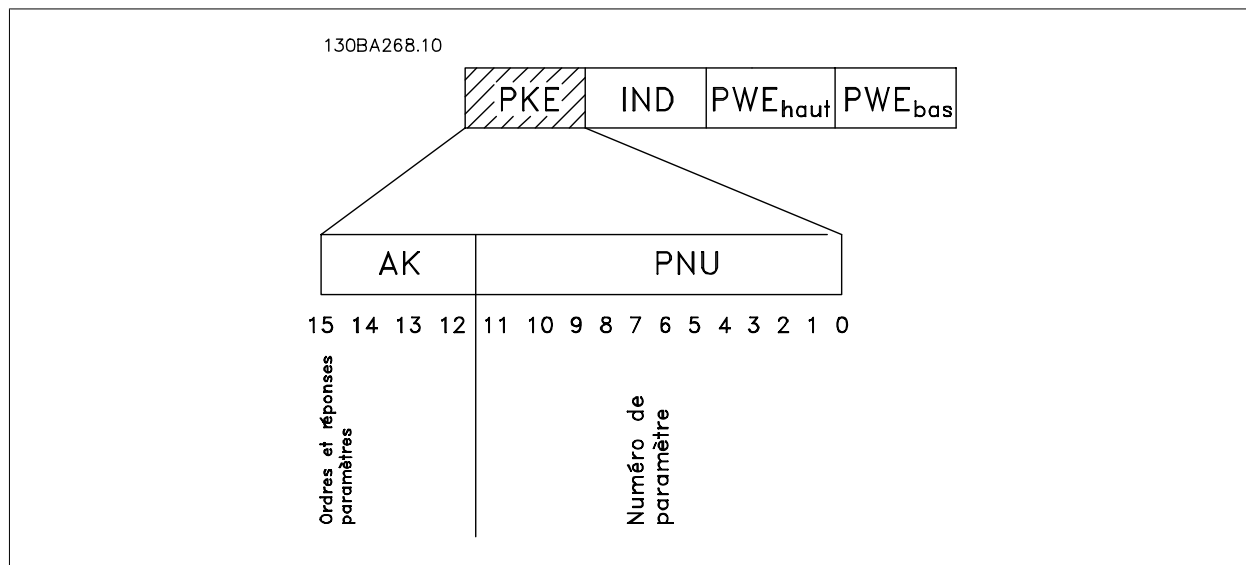 130BA268.10
PKE IND PWEhaut PWEbas
AK PNU
15 14 13 12 11 10 9 8 7 6 5 4 3 2 1 0
Ordres et réponses
paramètres
Numéro de
paramètre